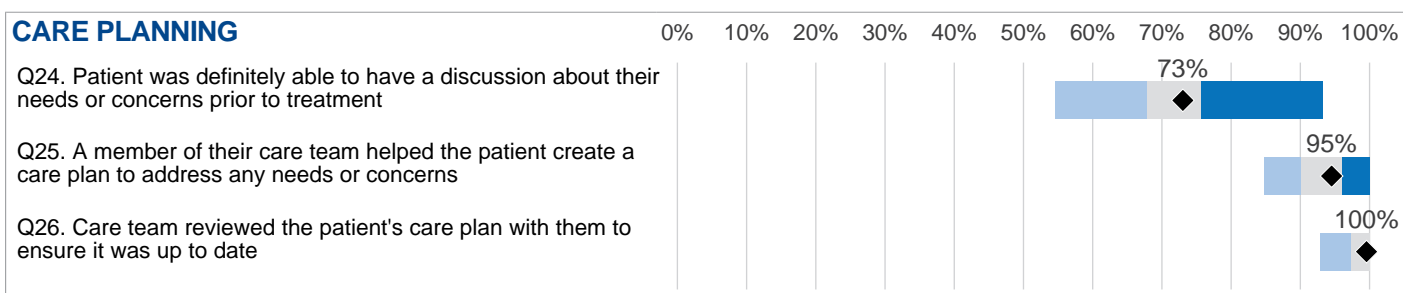 CARE PLANNING
0% 10% 20% 30% 40% 50% 60% 70% 80% 90% 100%
Q24. Patient was definitely able to have a discussion about their
needs or concerns prior to treatment
73%
Q25. A member of their care team helped the patient create a
care plan to address any needs or concerns
95%
Q26. Care team reviewed the patient's care plan with them to
ensure it was up to date
100%